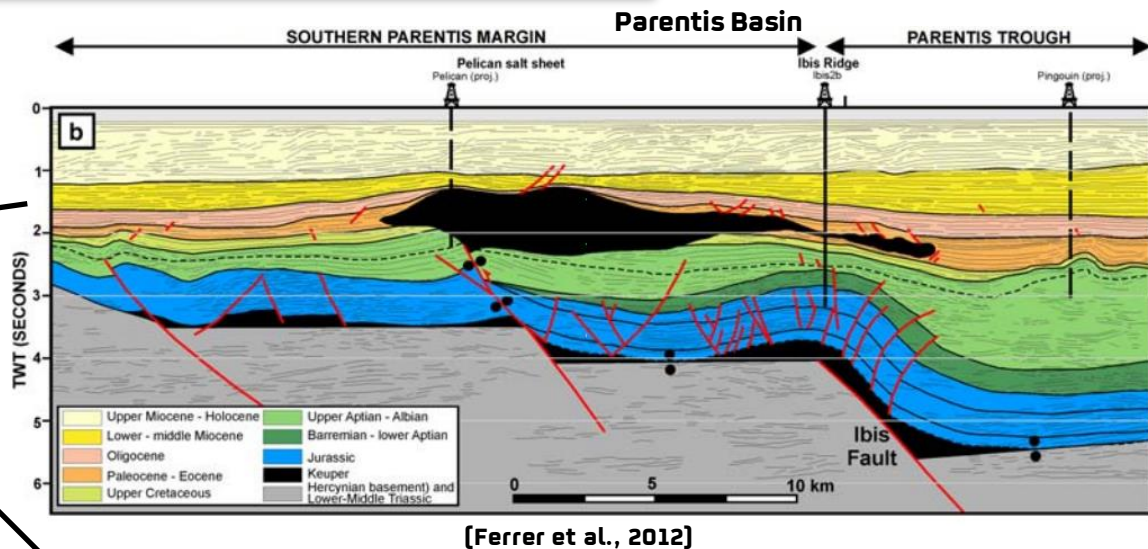 Parentis Basin
SOUTHERN PARENTIS MARGIN
PARENTIS TROUGH
Pelican salt sheet
Pelican (proj.)
Ibis Ridge
Ibis2b
Pingouin (proj.)
b
TWT (SECONDS)
0
1
2
3
4
5
6
Upper Miocene - Holocene
Lower - middle Miocene
Oligocene
Paleocene - Eocene
Upper Cretaceous
Upper Aptian - Albian
Barremian - lower Aptian
Jurassic
Keuper
Hercynian basement) and
Lower-Middle Triassic
Ibis
Fault
0 5 10 km
(Ferrer et al., 2012)